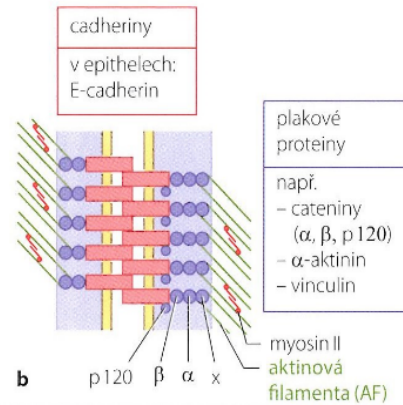 cadheriny
v epithelech:
E-cadherin
plakové
proteiny
např.
– cateniny
(α, β, p120)
– α-aktinin
– vinculin
myosin II
aktinová
filamenta (AF)
p120 β α x
b